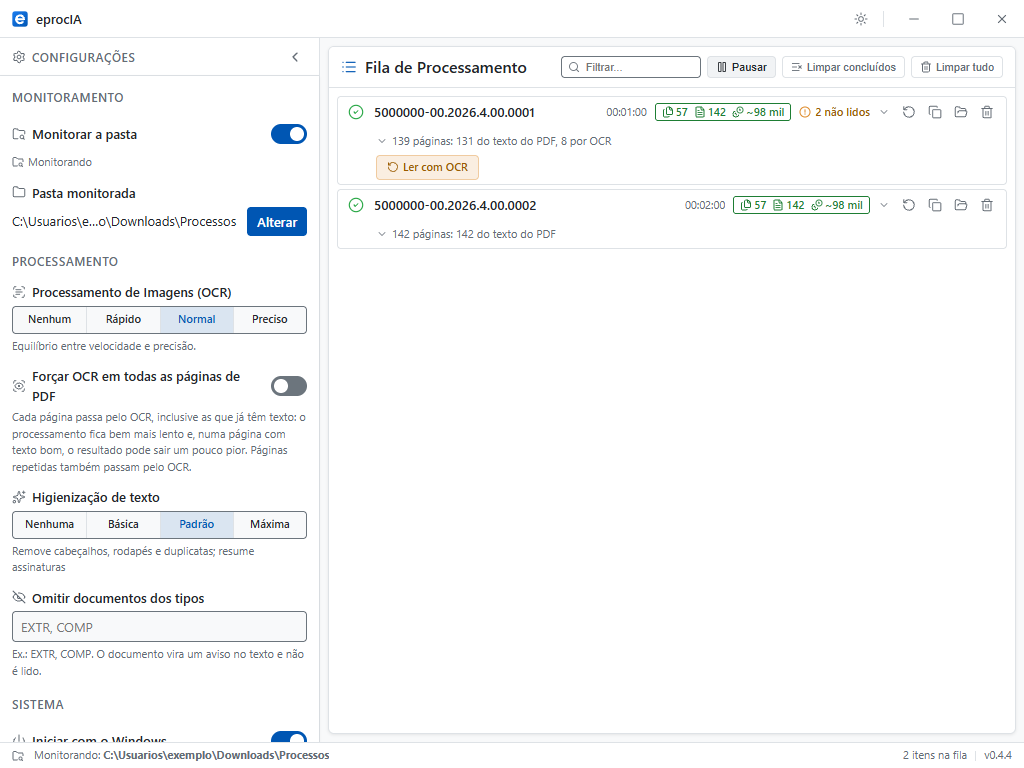 eprocIA
CONFIGURAÇÕES
MONITORAMENTO
Monitorar a pasta
Monitorando
Pasta monitorada
C:\Usuarios\e...o\Downloads\Processos
Alterar
PROCESSAMENTO
Processamento de Imagens (OCR)
Nenhum Rápido Normal Preciso
Equilíbrio entre velocidade e precisão.
Forçar OCR em todas as páginas de
PDF
Cada página passa pelo OCR, inclusive as que já têm texto: o
processamento fica bem mais lento e, numa página com
texto bom, o resultado pode sair um pouco pior. Páginas
repetidas também passam pelo OCR.
Higienização de texto
Nenhuma Básica Padrão Máxima
Remove cabeçalhos, rodapés e duplicatas; resume
assinaturas
Omitir documentos dos tipos
EXTR, COMP
Ex.: EXTR, COMP. O documento vira um aviso no texto e não
é lido.
SISTEMA
Iniciar com o Windows
Fila de Processamento
Filtrar...
Pausar
Limpar concluídos
Limpar tudo
5000000-00.2026.4.00.0001 00:01:00 57 142 ~98 mil 2 não lidos
139 páginas: 131 do texto do PDF, 8 por OCR
Ler com OCR
5000000-00.2026.4.00.0002 00:02:00 57 142 ~98 mil
142 páginas: 142 do texto do PDF
Monitorando: C:\Usuarios\exemplo\Downloads\Processos
2 itens na fila v0.4.4